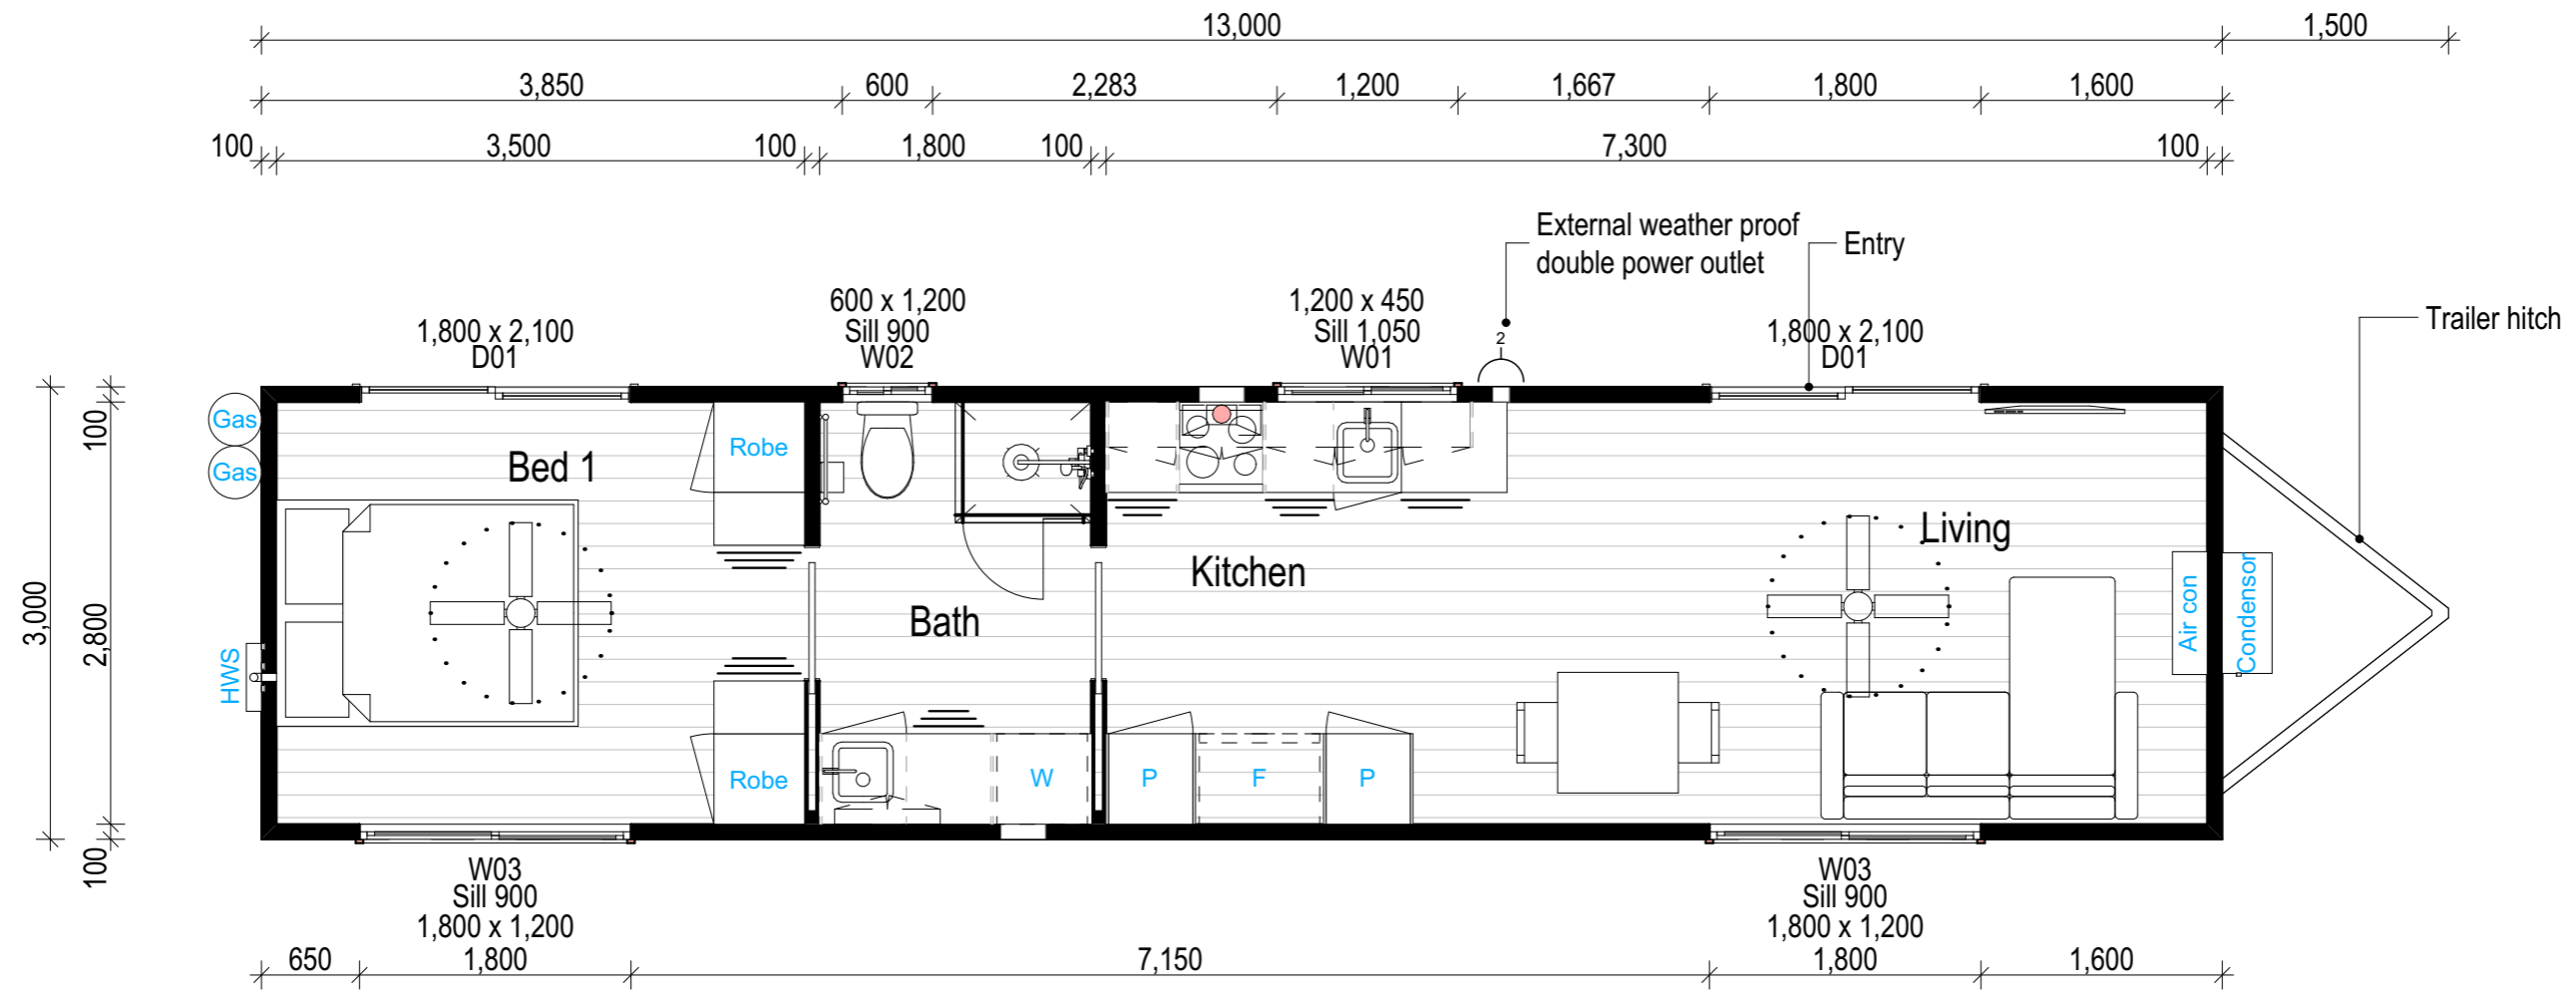 13,000
1,500
3,850
600
2,283
1,200
1,667
1,800
1,600
100
3,500
100
1,800
100
7,300
100
External weather proof
double power outlet
Entry
Trailer hitch
1,800 x 2,100
D01
600 x 1,200
Sill 900
W02
1,200 x 450
Sill 1,050
W01
2
1,800 x 2,100
D01
Gas
Gas
HWS
Bed 1
Robe
Robe
Bath
W
Kitchen
P
F
P
Living
Air con
Condensor
3,000
100
2,800
100
W03
Sill 900
1,800 x 1,200
W03
Sill 900
1,800 x 1,200
650
1,800
7,150
1,800
1,600